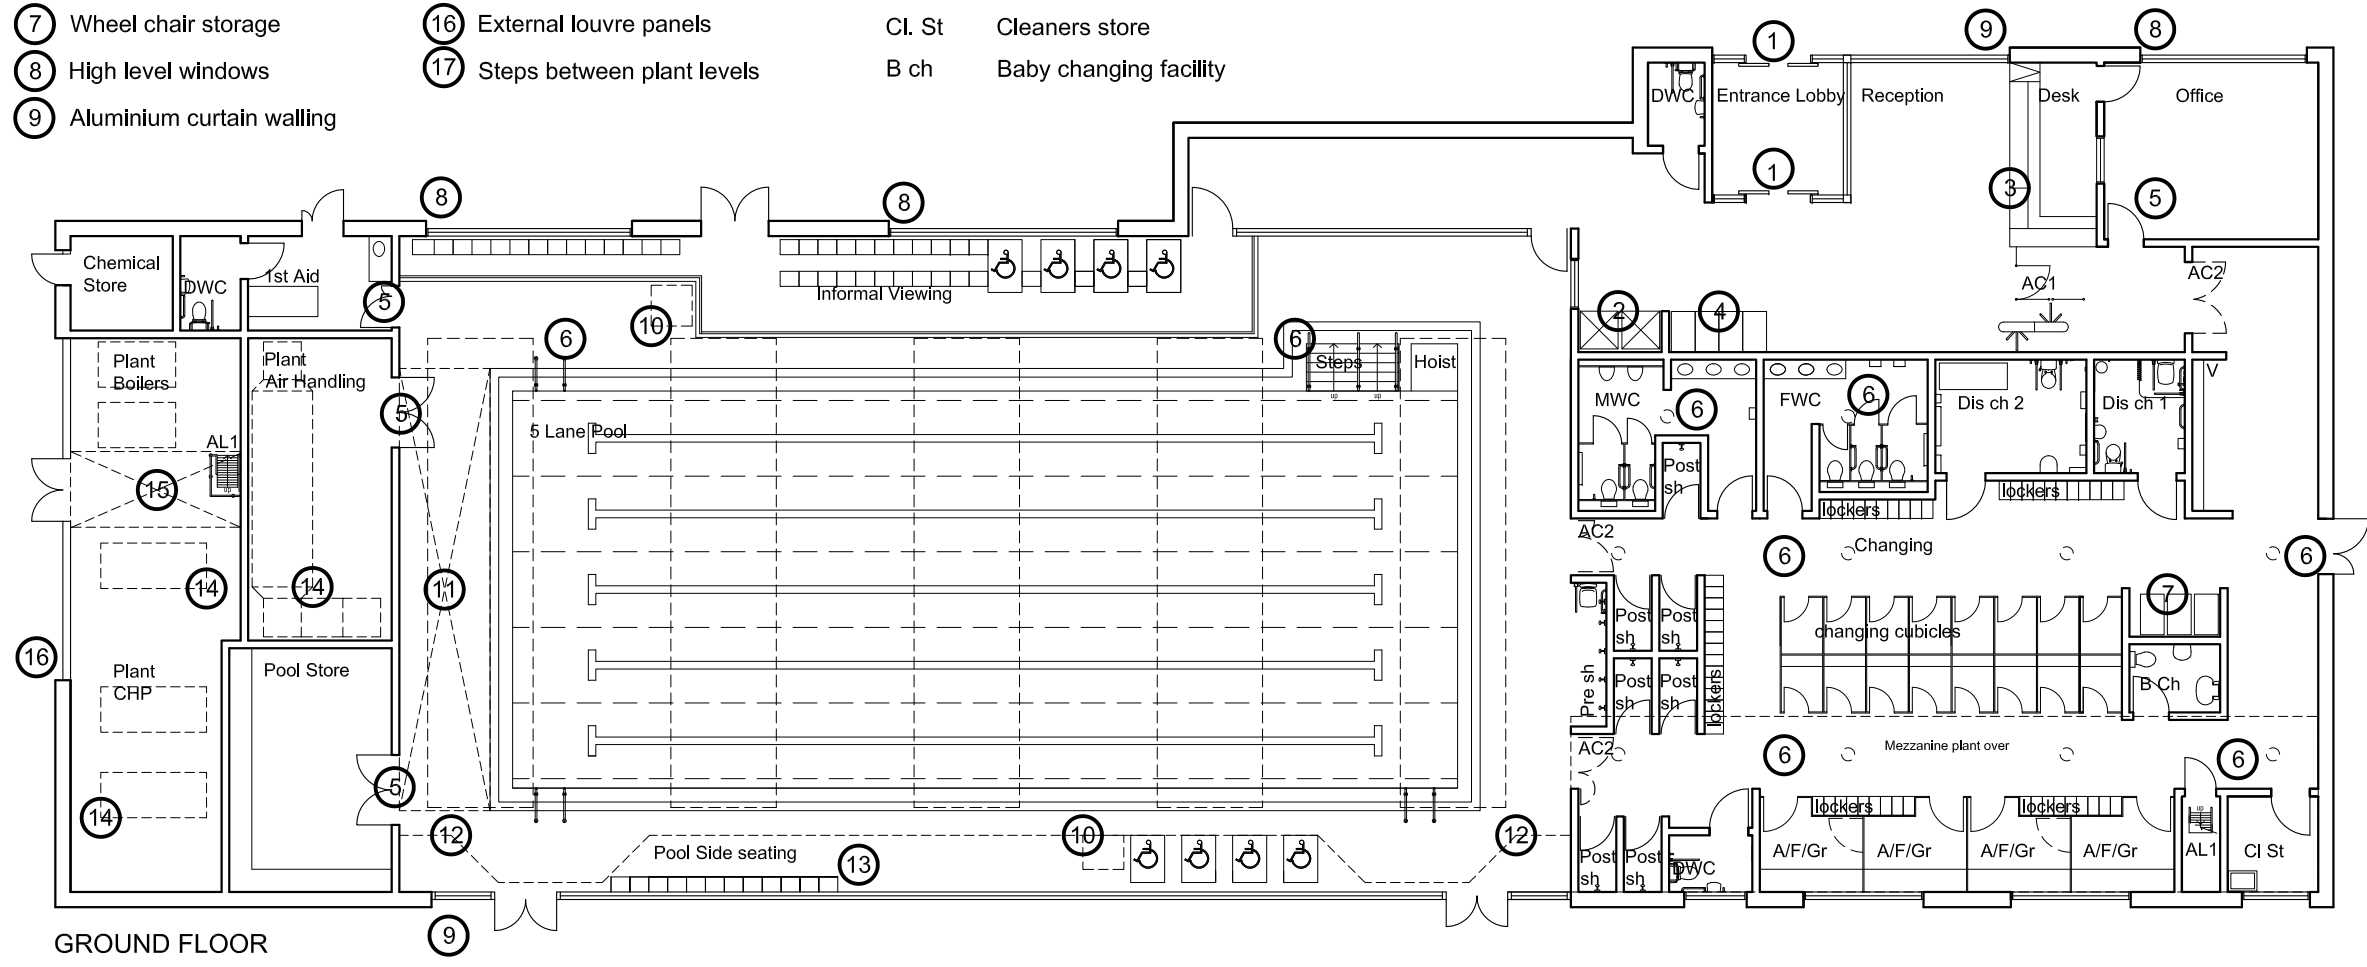 7 Wheel chair storage
8 High level windows
9 Aluminium curtain walling
16 External louvre panels
17 Steps between plant levels
Cl. St Cleaners store
B ch Baby changing facility
1
9
8
DWC
Entrance Lobby
Reception
Desk
Office
1
3
5
8
8
Chemical
Store
DWC
1st Aid
5
Informal Viewing
10
AC1
AC2
2
4
6
6
Steps
Hoist
up
up
Plant
Boilers
Plant
Air Handling
5
AL1
up
15
5 Lane Pool
MWC
6
FWC
6
Dis ch 2
Dis ch 1
V
Post
sh
lockers
lockers
AC2
6
Changing
6
14
14
11
7
Post
sh
Post
sh
changing cubicles
16
Plant
CHP
Pool Store
Pre sh
Post
sh
Post
sh
lockers
B Ch
AC2
6
Mezzanine plant over
6
5
14
12
Pool Side seating
13
10
12
lockers
lockers
up
Post
sh
Post
sh
DWC
A/F/Gr
A/F/Gr
A/F/Gr
A/F/Gr
AL1
Cl St
9
GROUND FLOOR